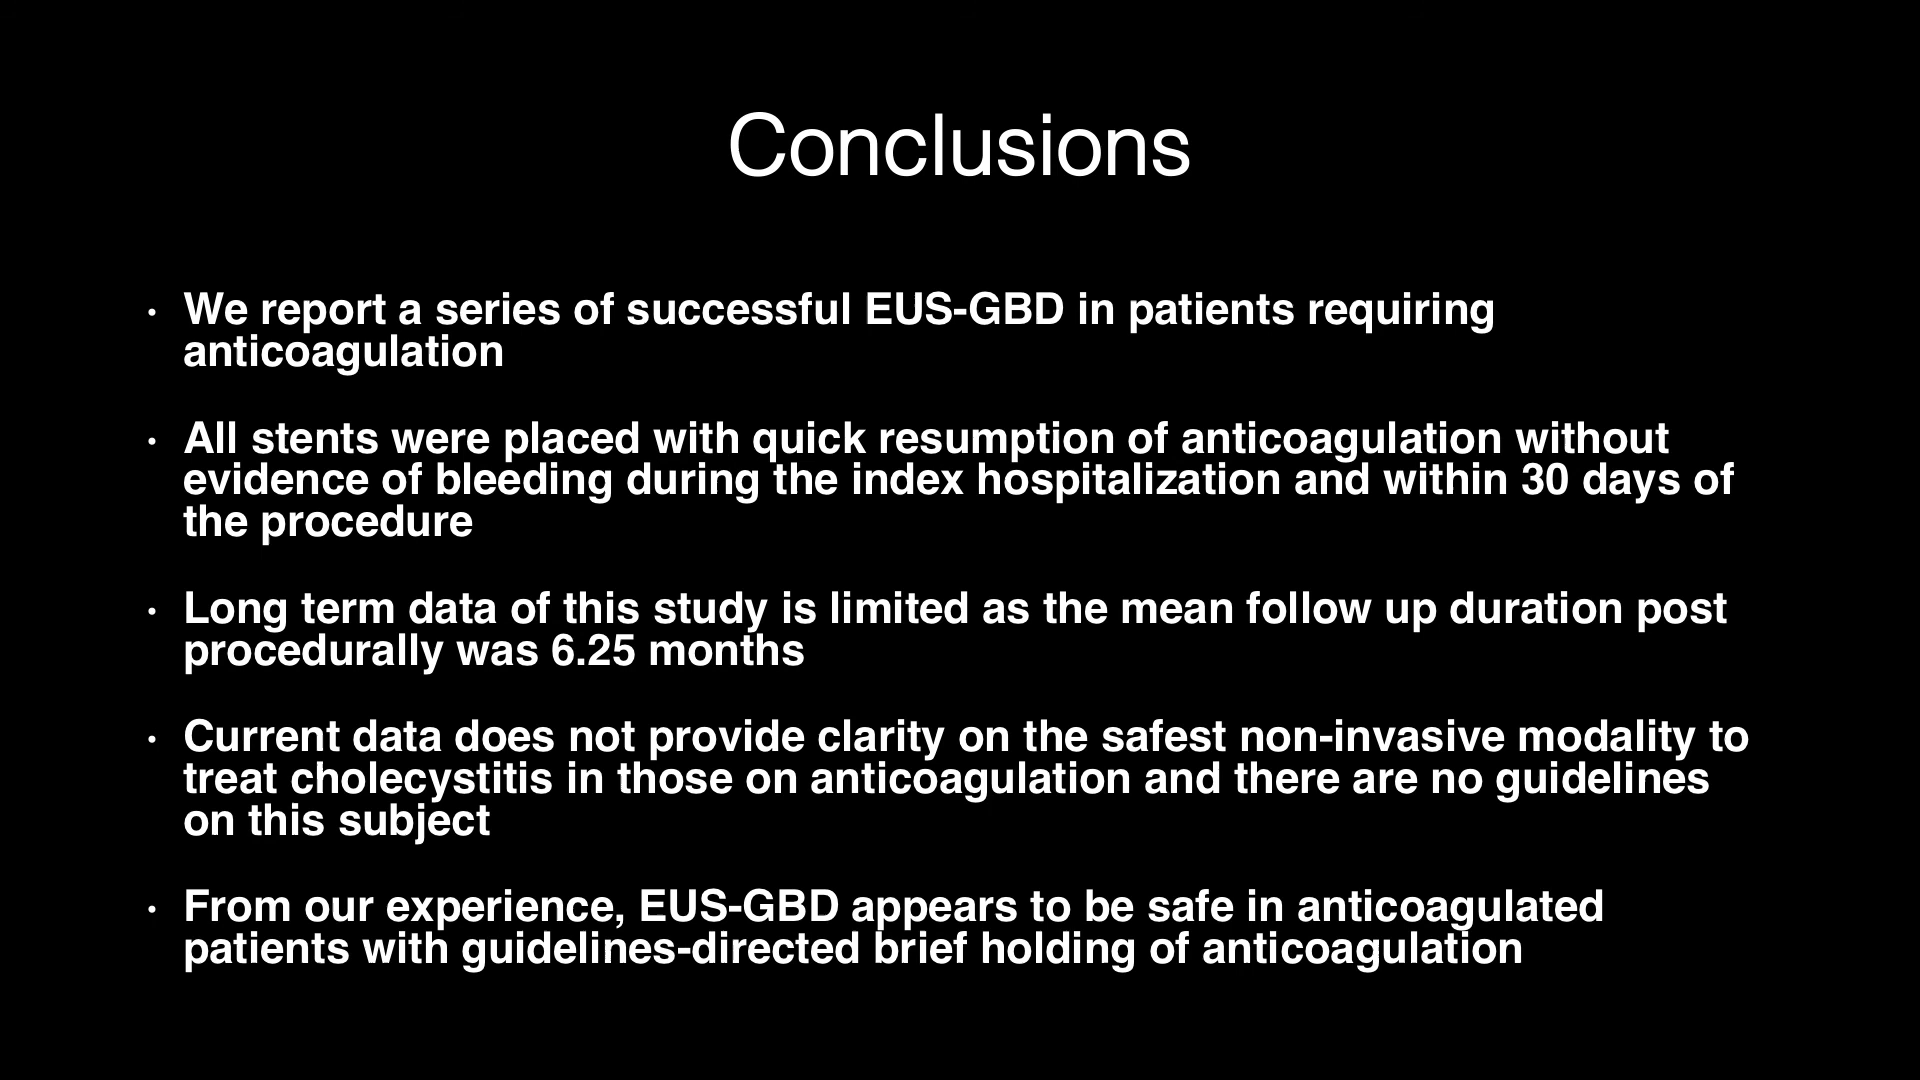 Conclusions
• We report a series of successful EUS-GBD in patients requiring
anticoagulation
• All stents were placed with quick resumption of anticoagulation without
evidence of bleeding during the index hospitalization and within 30 days of
the procedure
• Long term data of this study is limited as the mean follow up duration post
procedurally was 6.25 months
• Current data does not provide clarity on the safest non-invasive modality to
treat cholecystitis in those on anticoagulation and there are no guidelines
on this subject
• From our experience, EUS-GBD appears to be safe in anticoagulated
patients with guidelines-directed brief holding of anticoagulation